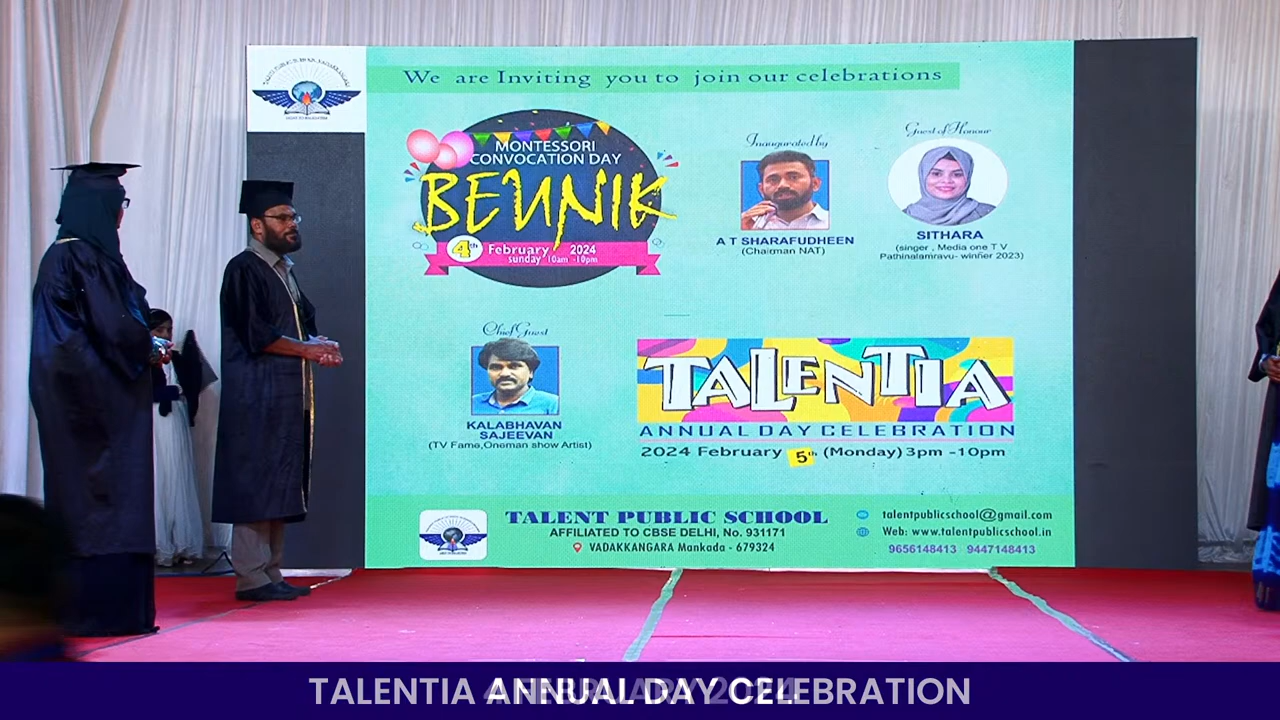 We are Inviting you to join our celebrations
MONTESSORI
CONVOCATION DAY
BEUNIK
4th February 2024
sunday 10am -10pm
Inaugurated by
A T SHARAFUDHEEN
(Chairman NAT)
Guest of Honour
SITHARA
(singer , Media one T V
Pathinalamravu- winner 2023)
Chief Guest
KALABHAVAN
SAJEEVAN
(TV Fame,Oneman show Artist)
TALENTIA
ANNUAL DAY CELEBRATION
2024 February 5th (Monday) 3pm -10pm
TALENT PUBLIC SCHOOL
AFFILIATED TO CBSE DELHI, No. 931171
VADAKKANGARA Mankada - 679324
talentpublicschool@gmail.com
Web: www.talentpublicschool.in
9656148413 9447148413
TALENTIA ANNUAL DAY CELEBRATION
4 FEBRUARY 2024